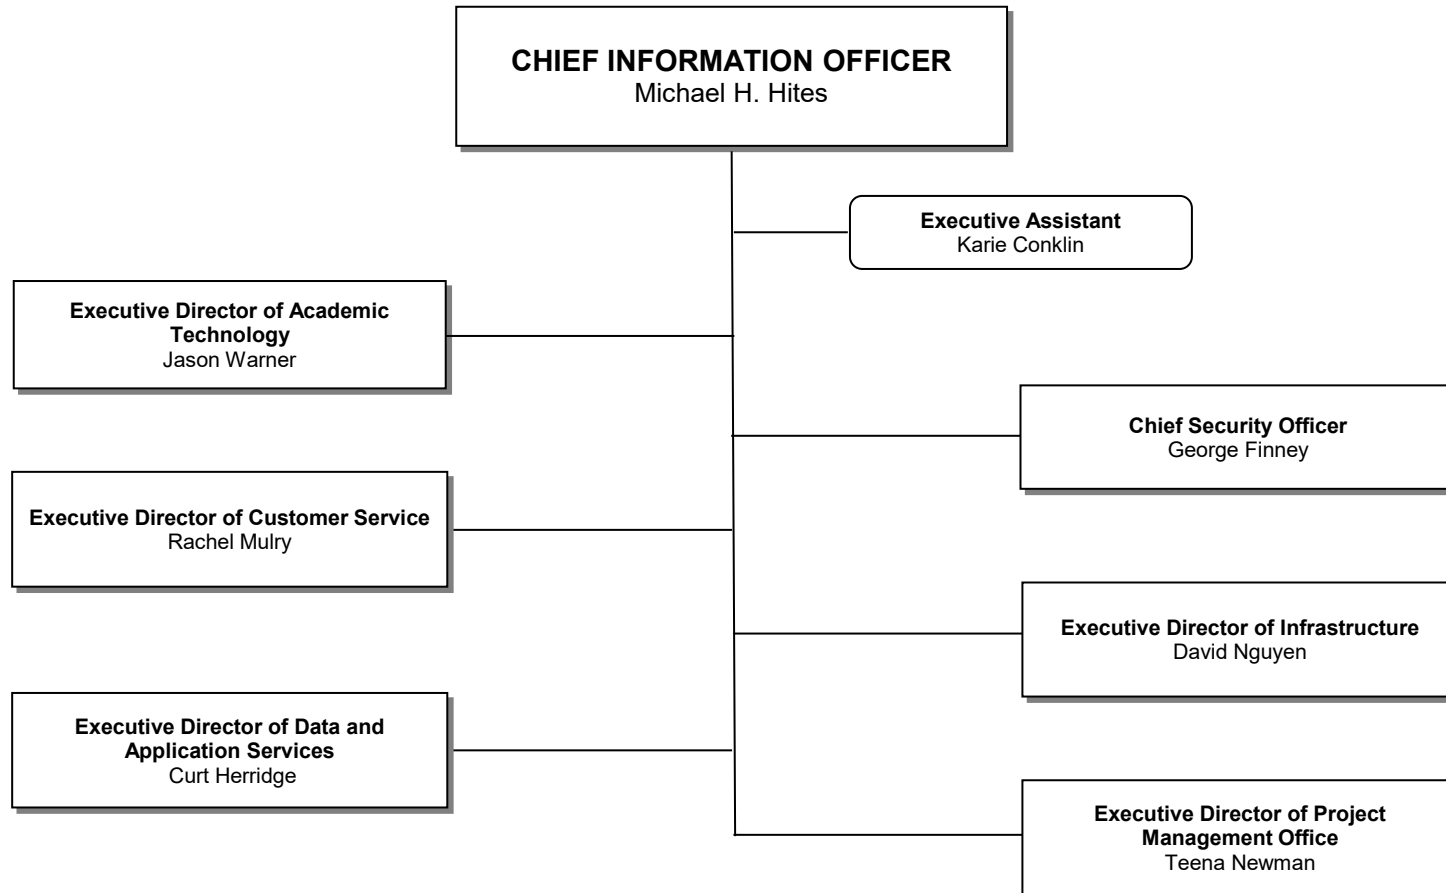 CHIEF INFORMATION OFFICER
Michael H. Hites
Executive Assistant
Karie Conklin
Executive Director of Academic
Technology
Jason Warner
Chief Security Officer
George Finney
Executive Director of Customer Service
Rachel Mulry
Executive Director of Infrastructure
David Nguyen
Executive Director of Data and
Application Services
Curt Herridge
Executive Director of Project
Management Office
Teena Newman